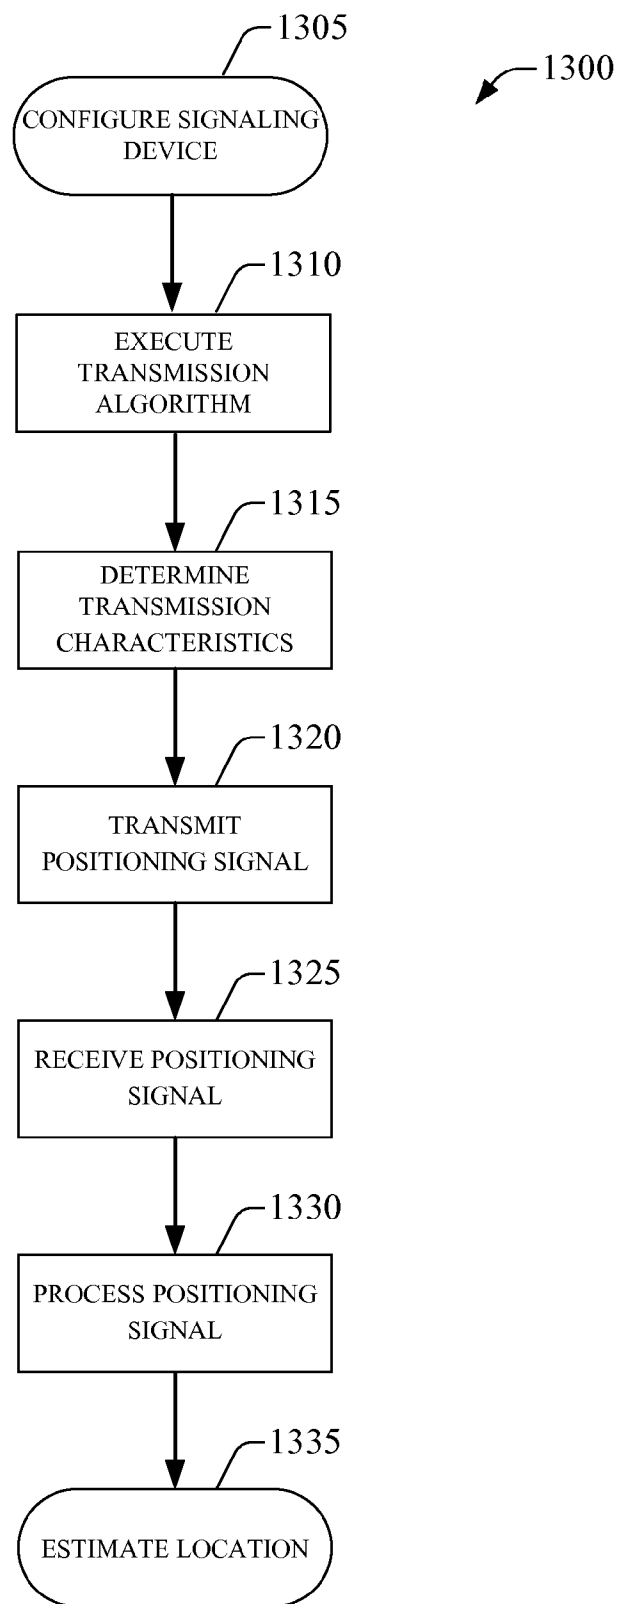 1305
1300
CONFIGURE SIGNALING
DEVICE
1310
EXECUTE
TRANSMISSION
ALGORITHM
1315
DETERMINE
TRANSMISSION
CHARACTERISTICS
1320
TRANSMIT
POSITIONING SIGNAL
1325
RECEIVE POSITIONING
SIGNAL
1330
PROCESS POSITIONING
SIGNAL
1335
ESTIMATE LOCATION